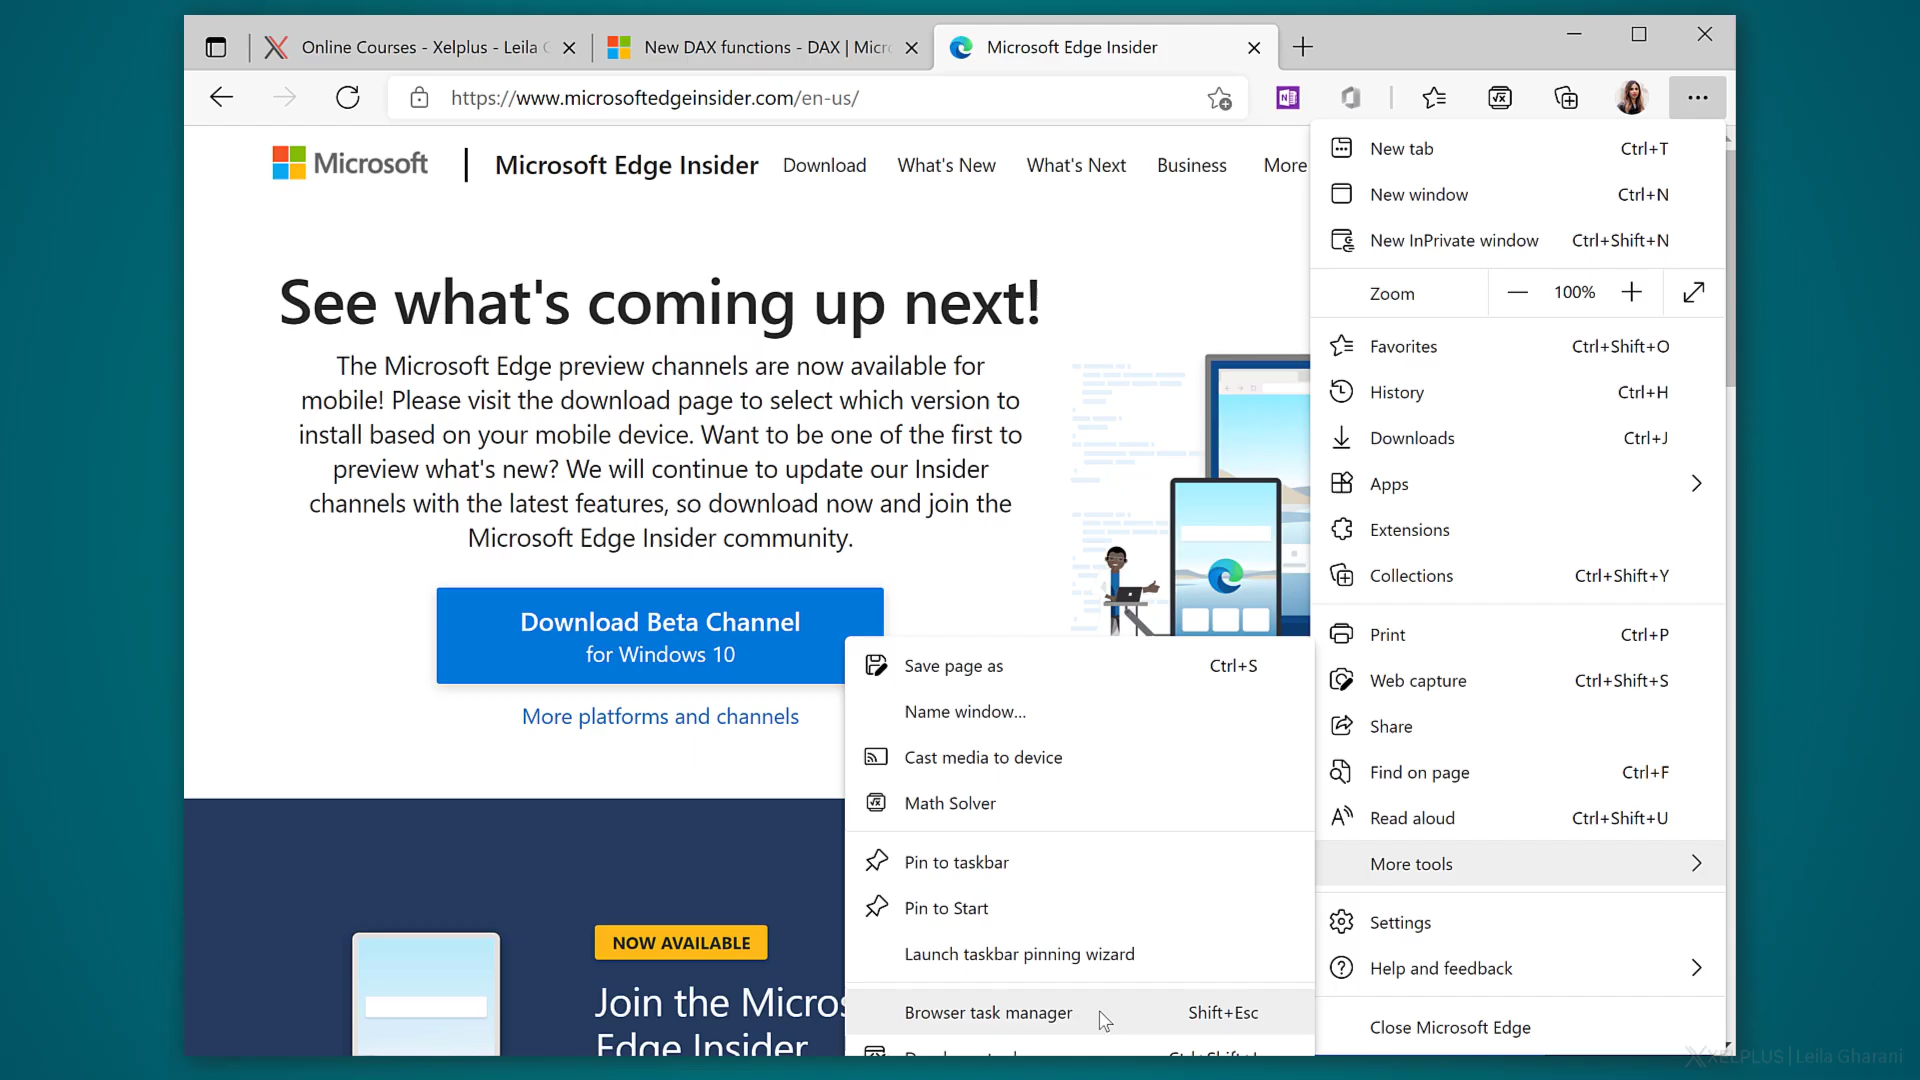 Online Courses - Xelplus - Leila
New DAX functions - DAX | Micr
Microsoft Edge Insider
https://www.microsoftedgeinsider.com/en-us/
Microsoft
Microsoft Edge Insider
Download
What's New
What's Next
Business
More
See what's coming up next!
The Microsoft Edge preview channels are now available for
mobile! Please visit the download page to select which version to
install based on your mobile device. Want to be one of the first to
preview what's new? We will continue to update our Insider
channels with the latest features, so download now and join the
Microsoft Edge Insider community.
Download Beta Channel
for Windows 10
More platforms and channels
NOW AVAILABLE
Join the Micros
Edge Insider
Save page as Ctrl+S
Name window...
Cast media to device
Math Solver
Pin to taskbar
Pin to Start
Launch taskbar pinning wizard
Browser task manager Shift+Esc
New tab Ctrl+T
New window Ctrl+N
New InPrivate window Ctrl+Shift+N
Zoom 100%
Favorites Ctrl+Shift+O
History Ctrl+H
Downloads Ctrl+J
Apps
Extensions
Collections Ctrl+Shift+Y
Print Ctrl+P
Web capture Ctrl+Shift+S
Share
Find on page Ctrl+F
Read aloud Ctrl+Shift+U
More tools
Settings
Help and feedback
Close Microsoft Edge
XELPLUS | Leila Gharani